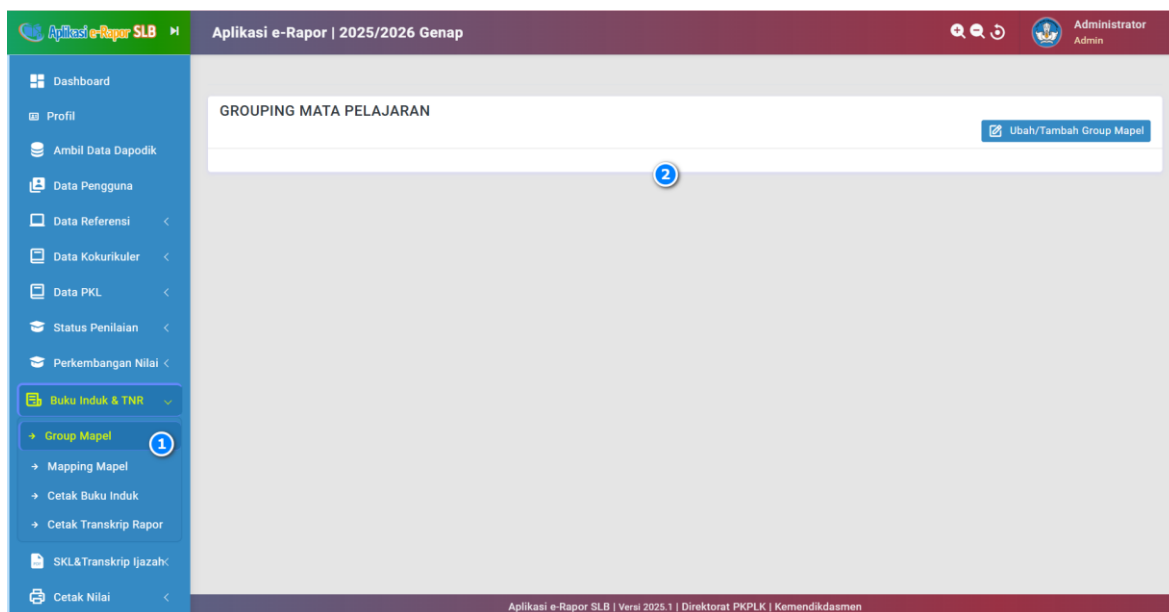 Aplikasi e-Rapor SLB
Aplikasi e-Rapor | 2025/2026 Genap
Administrator
Admin
Dashboard
Profil
Ambil Data Dapodik
Data Pengguna
Data Referensi
Data Kokurikuler
Data PKL
Status Penilaian
Perkembangan Nilai
Buku Induk & TNR
Group Mapel
1
Mapping Mapel
Cetak Buku Induk
Cetak Transkrip Rapor
SKL&Transkrip Ijazah
Cetak Nilai
GROUPING MATA PELAJARAN
Ubah/Tambah Group Mapel
2
Aplikasi e-Rapor SLB | Versi 2025.1 | Direktorat PKPLK | Kemendikdasmen